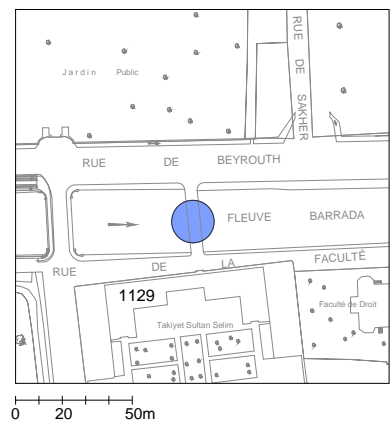 RUE DE SAKHER
Jardin Public
RUE DE BEYROUTH
FLEUVE BARRADA
RUE DE LA FACULTÉ
1129
Faculté de Droit
Takiyet Sultan Selim
0 20 50m